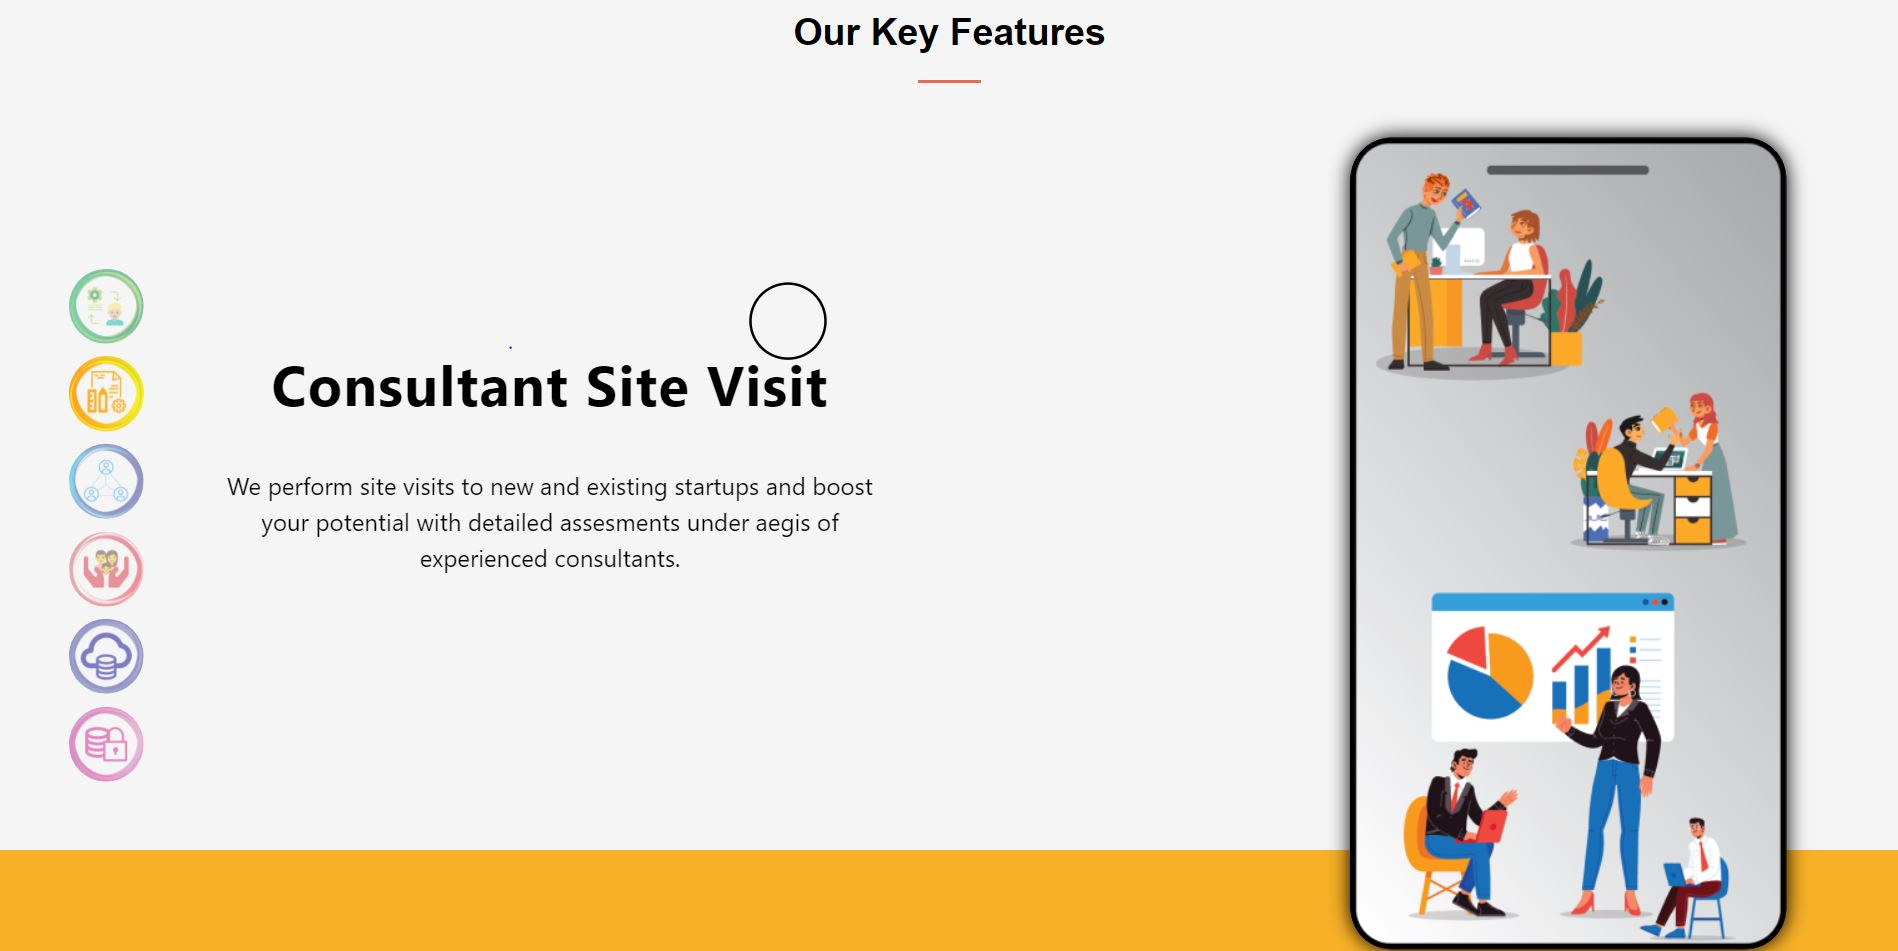 Our Key Features
Consultant Site Visit
We perform site visits to new and existing startups and boost
your potential with detailed assesments under aegis of
experienced consultants.